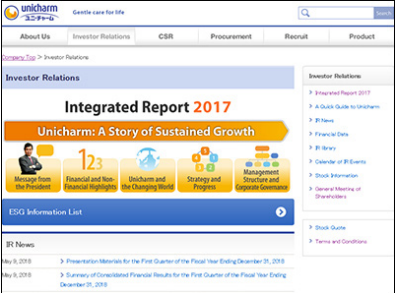 unicharm
ユニ・チャーム
Gentle care for life
Search
About Us
Investor Relations
CSR
Procurement
Recruit
Product
Company Top > Investor Relations
Investor Relations
Integrated Report 2017
Unicharm: A Story of Sustained Growth
Message from
the President
123
Financial and Non-
Financial Highlights
Unicharm and
the Changing World
Strategy and
Progress
Management
Structure and
Corporate Governance
ESG Information List
IR News
May 9, 2018
Presentation Materials for the First Quarter of the Fiscal Year Ending December 31, 2018
May 9, 2018
Summary of Consolidated Financial Results for the First Quarter of the Fiscal Year Ending
December 31, 2018
Investor Relations
Integrated Report 2017
A Quick Guide to Unicharm
IR News
Financial Data
IR library
Calendar of IR Events
Stock Information
General Meeting of
Shareholders
Stock Quote
Terms and Conditions